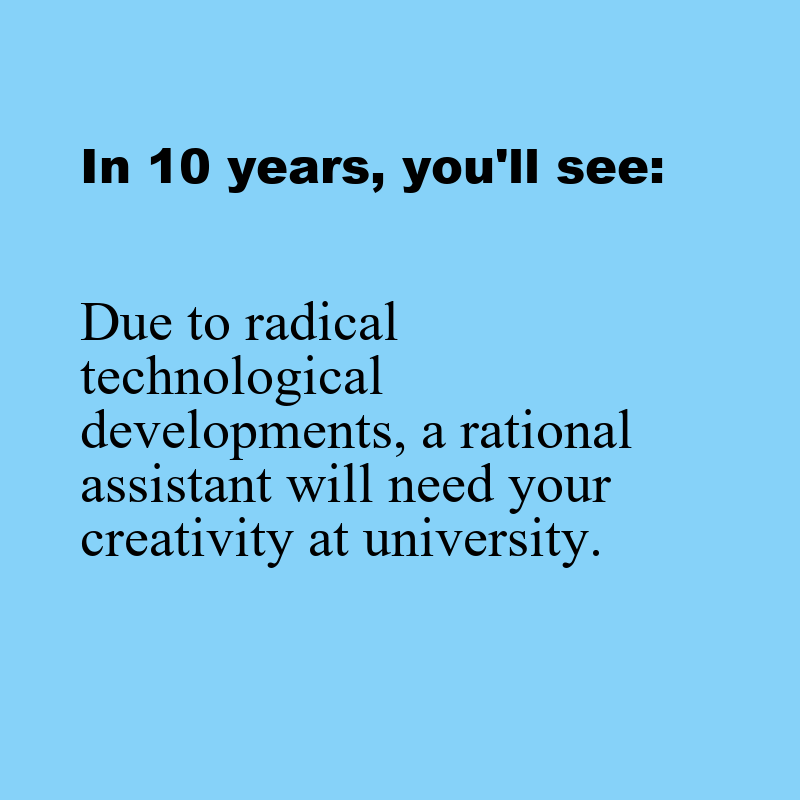 In 10 years, you'll see:
Due to radical
technological
developments, a rational
assistant will need your
creativity at university.